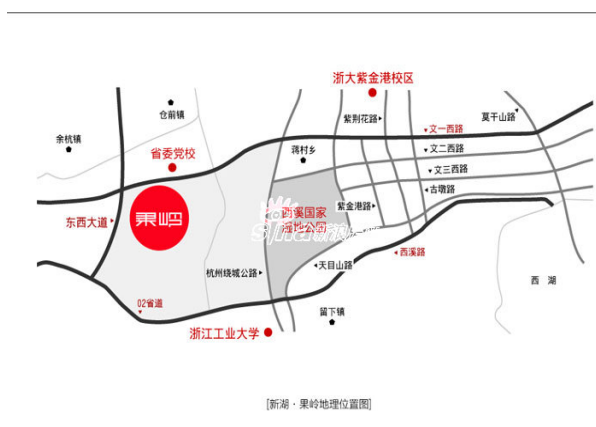 浙大紫金港校区
仓前镇
紫荆花路
莫干山路
余杭镇
文一西路
省委党校
蒋村乡
文二西路
文三西路
古墩路
果岭
东西大道
西溪国家
湿地公园
紫金港路
西溪路
天目山路
杭州绕城公路
西 湖
02省道
留下镇
浙江工业大学
[新湖·果岭地理位置图]